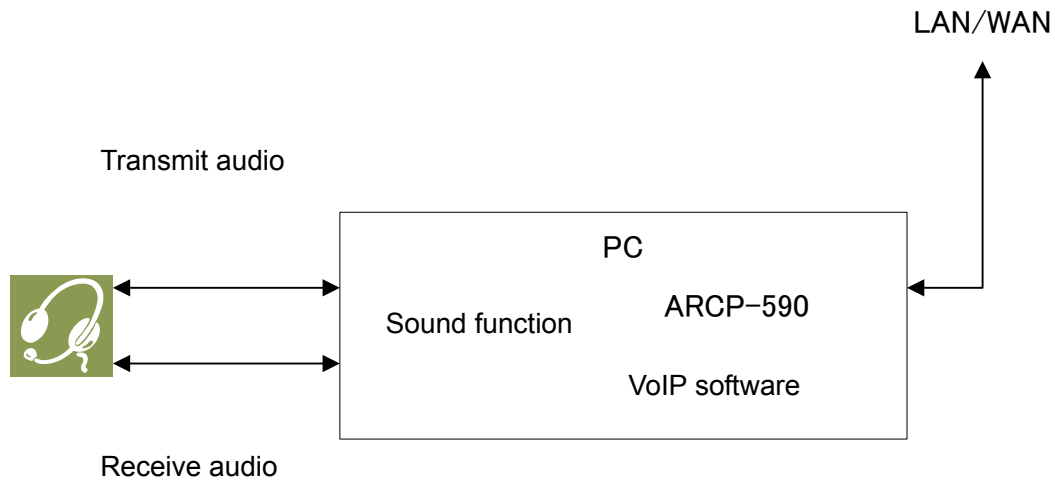 LAN/WAN
Transmit audio
PC
ARCP-590
Sound function
VoIP software
Receive audio